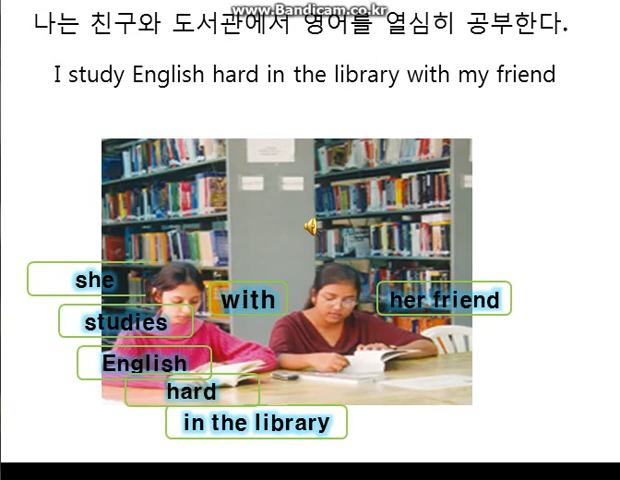 www.Bandicam.co.kr
나는 친구와 도서관에서 영어를 열심히 공부한다.
I study English hard in the library with my friend
she
with
her friend
studies
English
hard
in the library